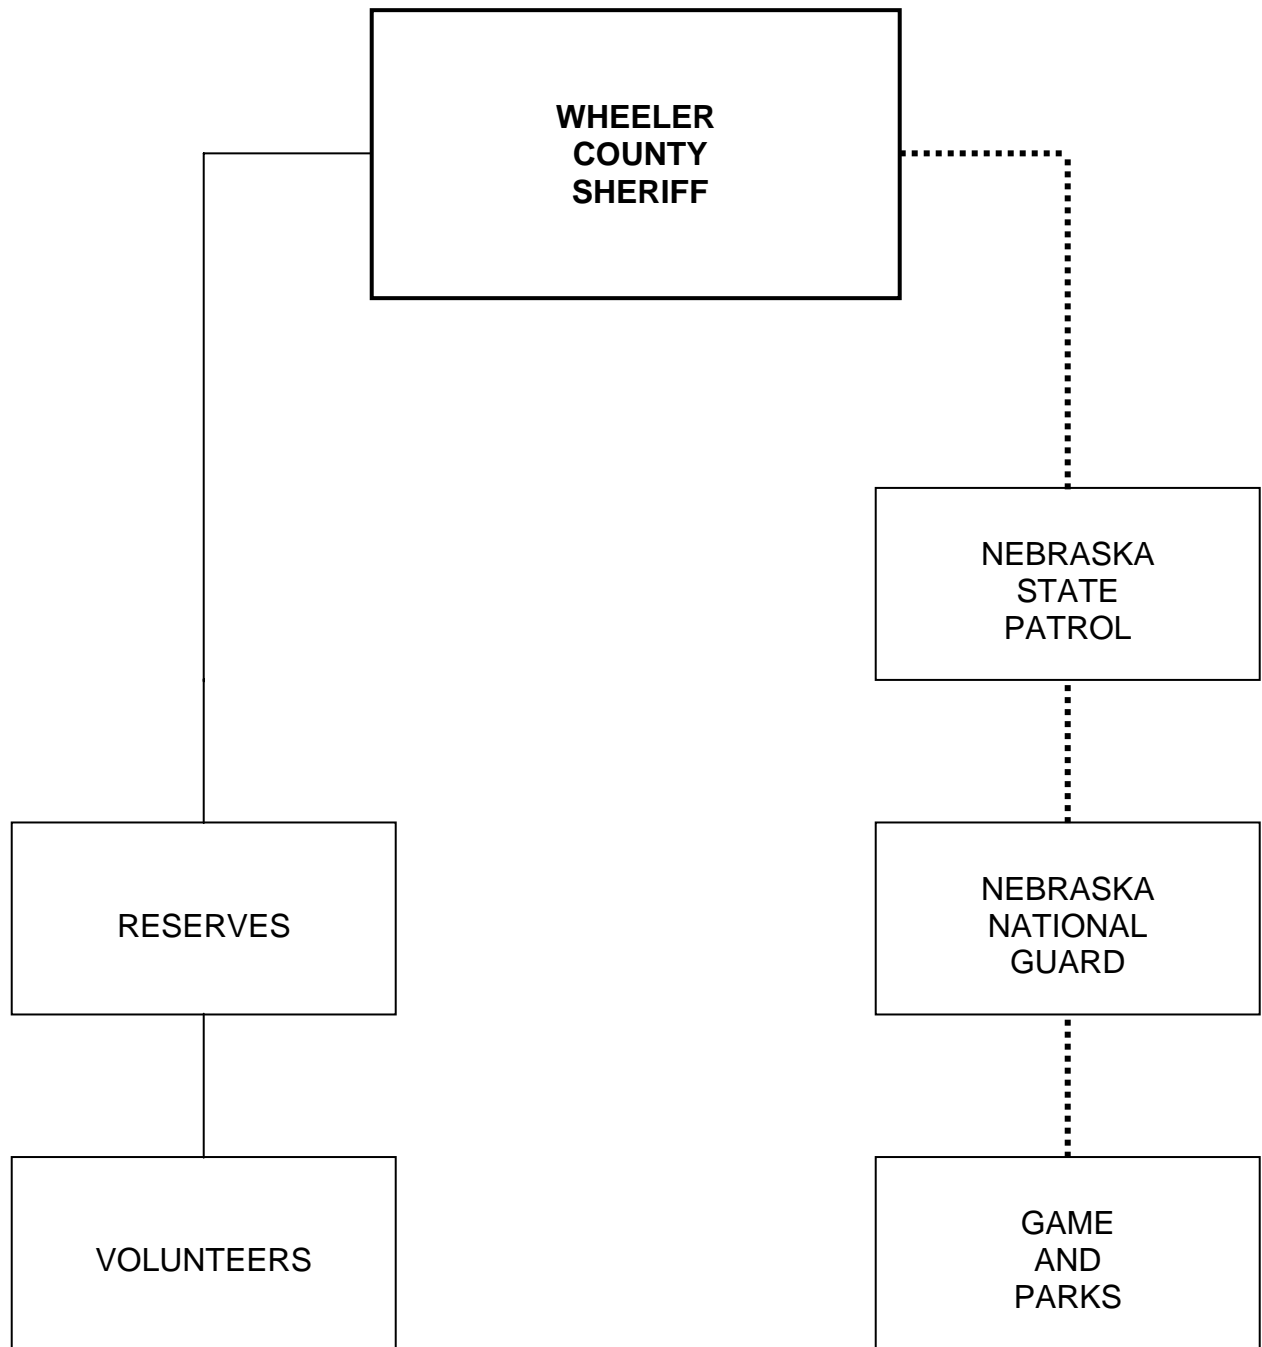 WHEELER
COUNTY
SHERIFF
NEBRASKA
STATE
PATROL
RESERVES
NEBRASKA
NATIONAL
GUARD
VOLUNTEERS
GAME
AND
PARKS